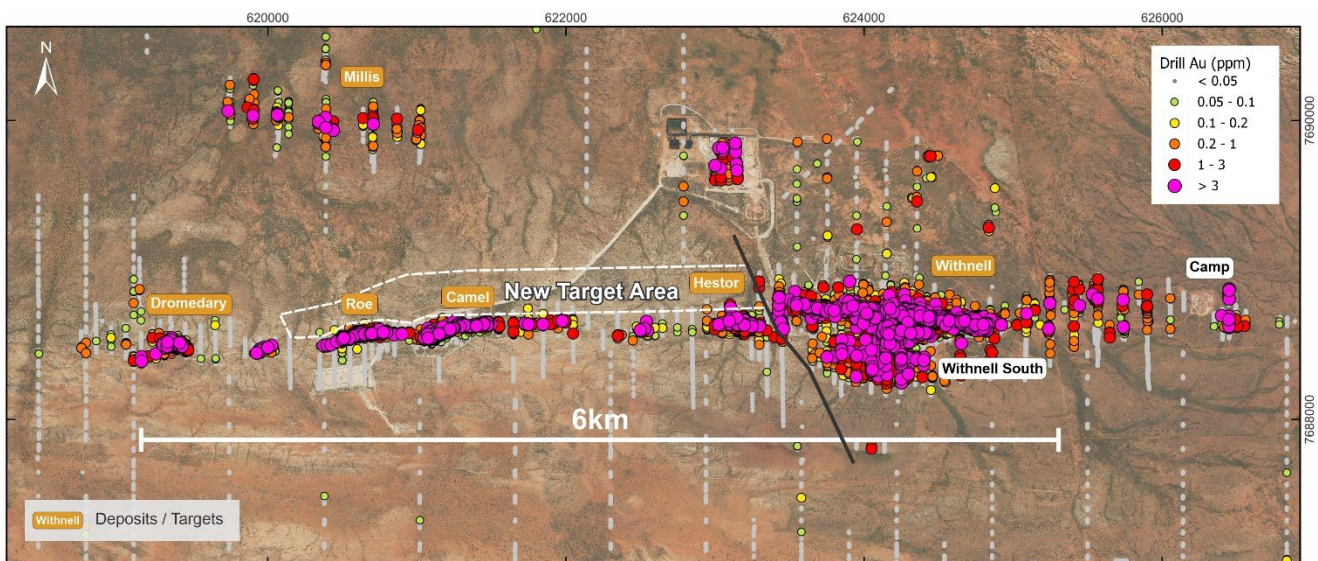 620000
622000
624000
626000
N
Millis
Drill Au (ppm)
< 0.05
0.05 - 0.1
0.1 - 0.2
0.2 - 1
1 - 3
> 3
7690000
Dromedary
Roe
Camel
New Target Area
Hestor
Withnell
Camp
Withnell South
7688000
6km
Withnell
Deposits / Targets